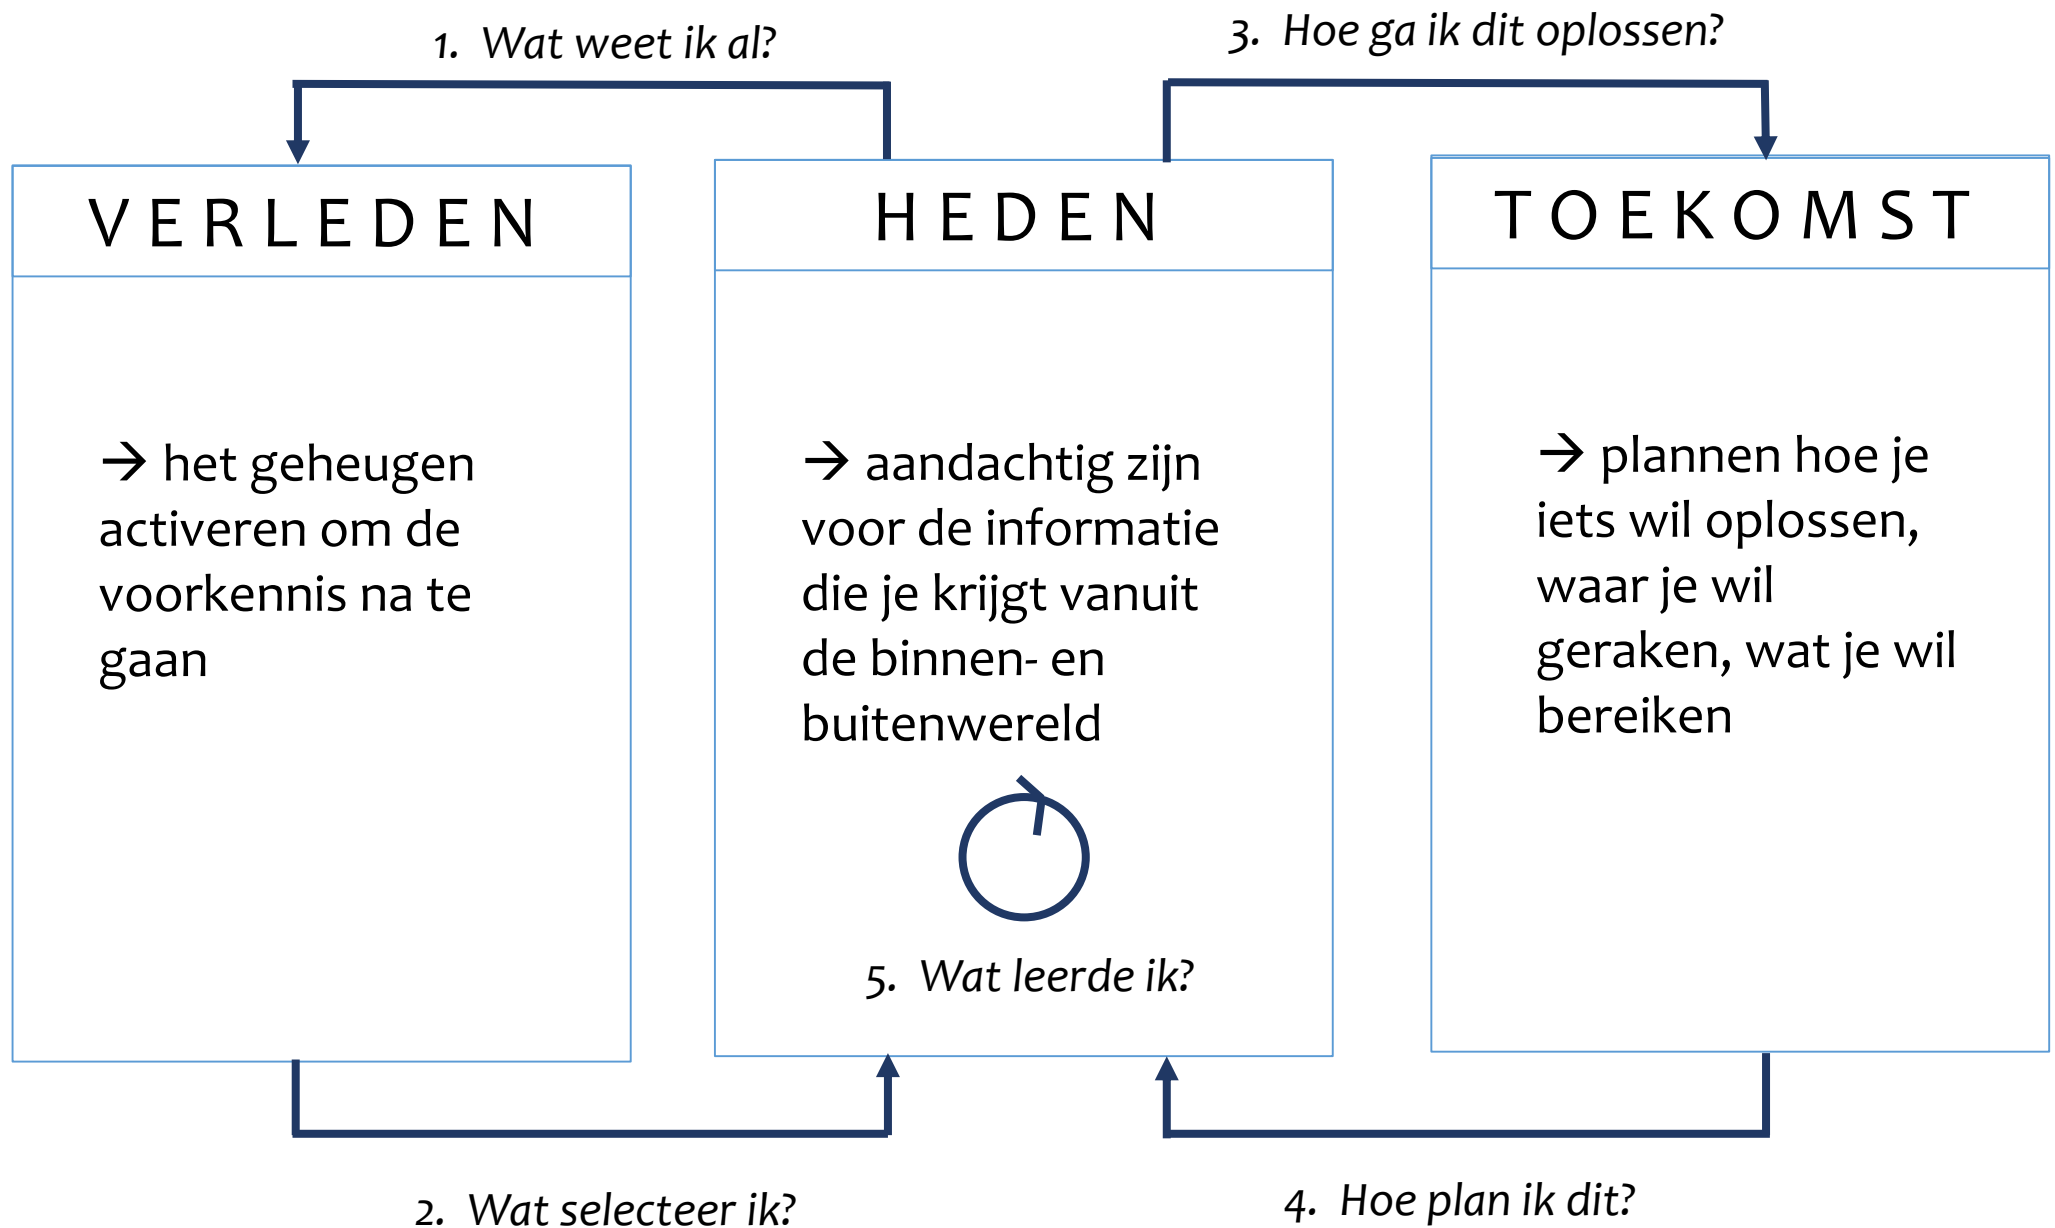 1. Wat weet ik al?
3. Hoe ga ik dit oplossen?
VERLEDEN
→ het geheugen
activeren om de
voorkennis na te
gaan
HEDEN
→ aandachtig zijn
voor de informatie
die je krijgt vanuit
de binnen- en
buitenwereld
5. Wat leerde ik?
TOEKOMST
→ plannen hoe je
iets wil oplossen,
waar je wil
geraken, wat je wil
bereiken
2. Wat selecteer ik?
4. Hoe plan ik dit?